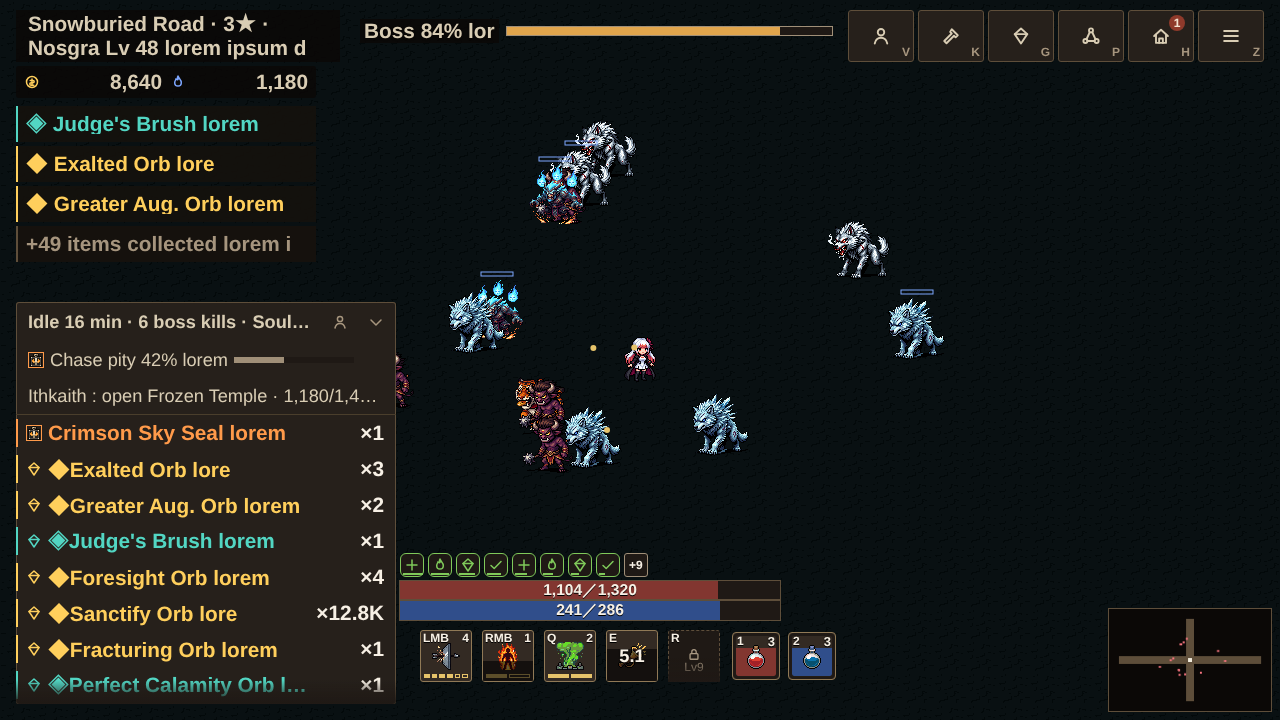 Snowburied Road · 3★ ·
Nosgra Lv 48 lorem ipsum d
8,640 1,180
Judge's Brush lorem
Exalted Orb lore
Greater Aug. Orb lorem
+49 items collected lorem i
Boss 84% lor
V K G P 1 H Z
Idle 16 min · 6 boss kills · Soul…
Chase pity 42% lorem
Ithkaith : open Frozen Temple · 1,180/1,4…
Crimson Sky Seal lorem ×1
Exalted Orb lore ×3
Greater Aug. Orb lorem ×2
Judge's Brush lorem ×1
Foresight Orb lorem ×4
Sanctify Orb lore ×12.8K
Fracturing Orb lorem ×1
Perfect Calamity Orb l… ×1
+9
1,104／1,320
241／286
LMB 4 RMB 1 Q 2 E 5.1 R Lv9 1 3 2 3